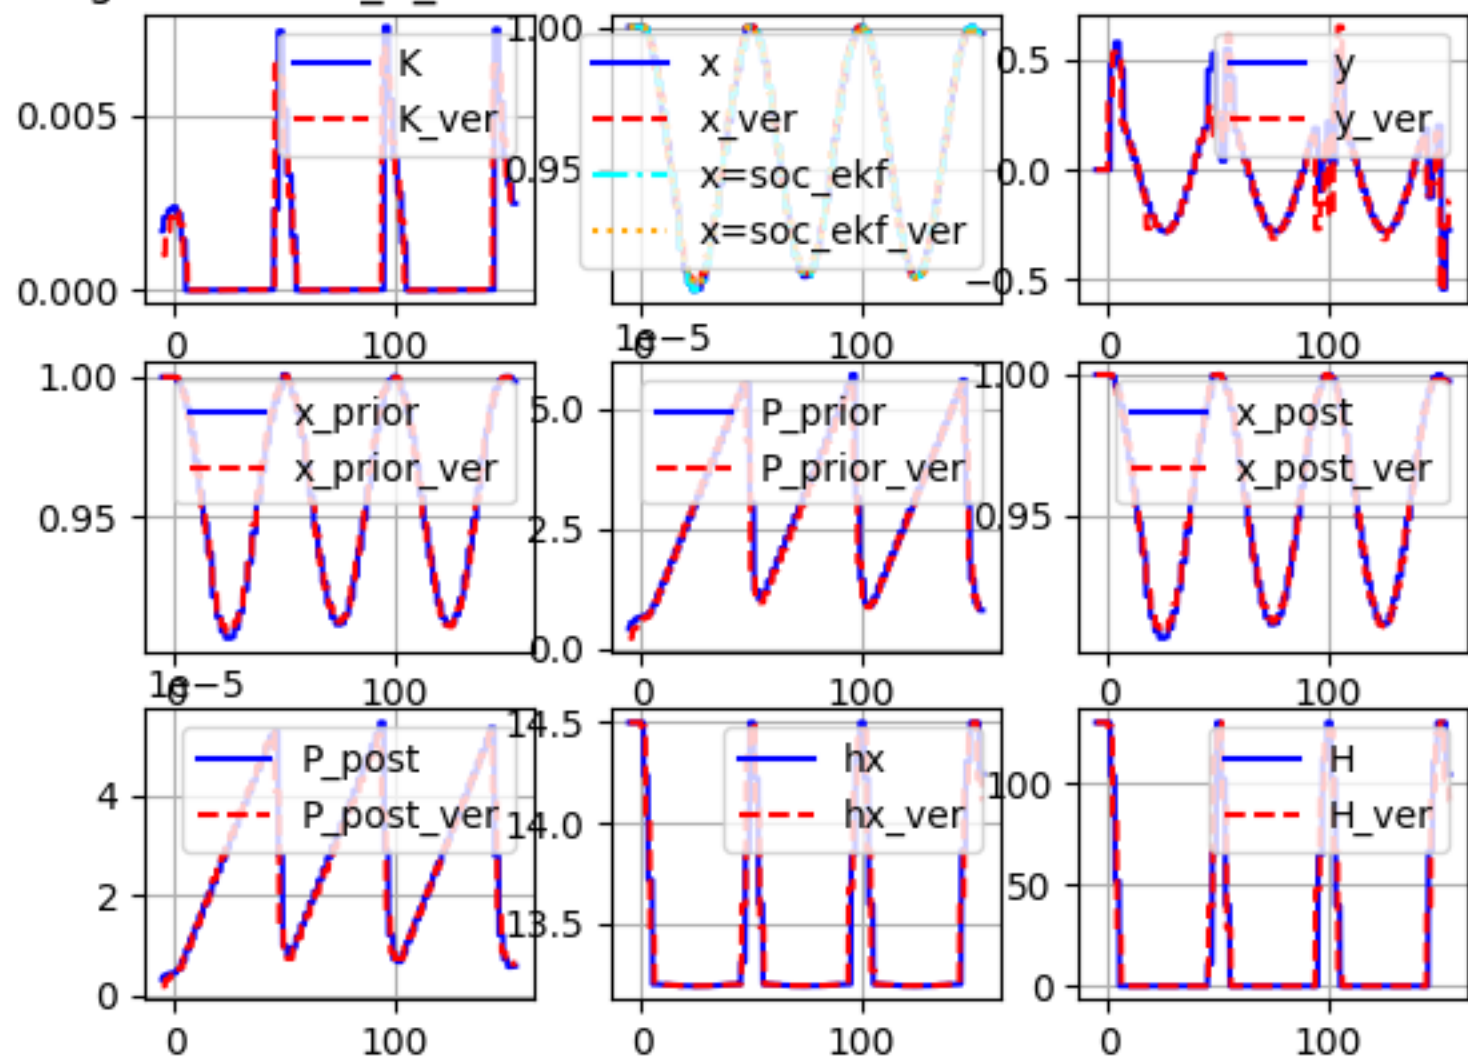 K
K_ver
0.005
0.000
0
100
1.00
0.95
x
x_ver
x=soc_ekf
x=soc_ekf_ver
0
100
0.5
0.0
−0.5
y
y_ver
0
100
1.00
0.95
x_prior
x_prior_ver
0
100
1e−5
5.0
2.5
0.0
P_prior
P_prior_ver
0
100
1.00
0.95
x_post
x_post_ver
0
100
1e−5
4
2
0
P_post
P_post_ver
0
100
14.5
14.0
13.5
hx
hx_ver
0
100
100
50
0
H
H_ver
0
100